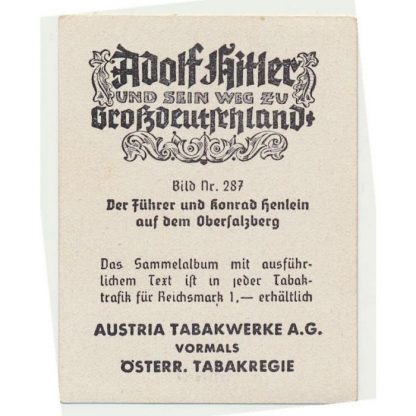 Adolf Hitler
UND SEIN WEG ZU
Großdeutschland
Bild Nr. 287
Der Führer und Konrad Henlein
auf dem Obersalzberg
Das Sammelalbum mit ausführ-
lichem Text ist in jeder Tabak-
trafik für Reichsmark 1,— erhältlich
AUSTRIA TABAKWERKE A.G.
VORMALS
ÖSTERR. TABAKREGIE